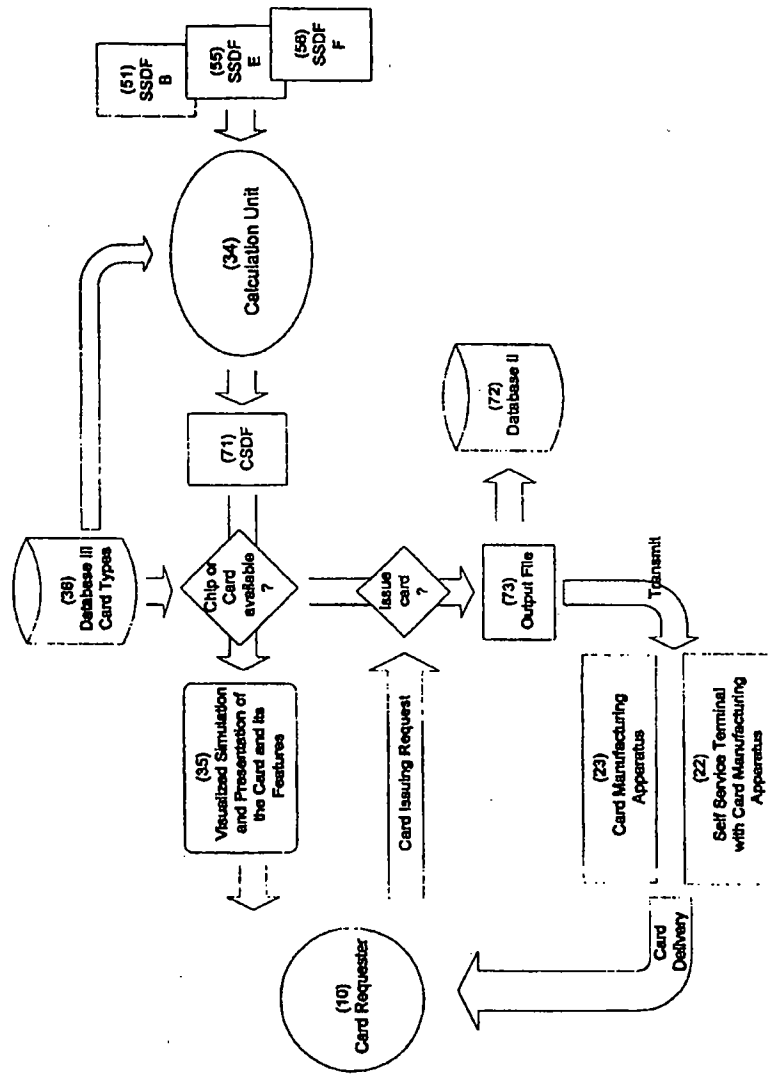 (10)
Card Requester
Card
Delivery
Card Issuing Request
(35)
Visualized Simulation
and Presentation of
the Card and its
Features
(23)
Card Manufacturing
Apparatus
(22)
Self Service Terminal
with Card Manufacturing
Apparatus
Transmit
(36)
Database III
Card Types
Chip or
Card
available
?
Issue
card
?
(73)
Output File
(71)
CSDF
(72)
Database II
(34)
Calculation Unit
(51)
SSDF
B
(55)
SSDF
E
(56)
SSDF
F